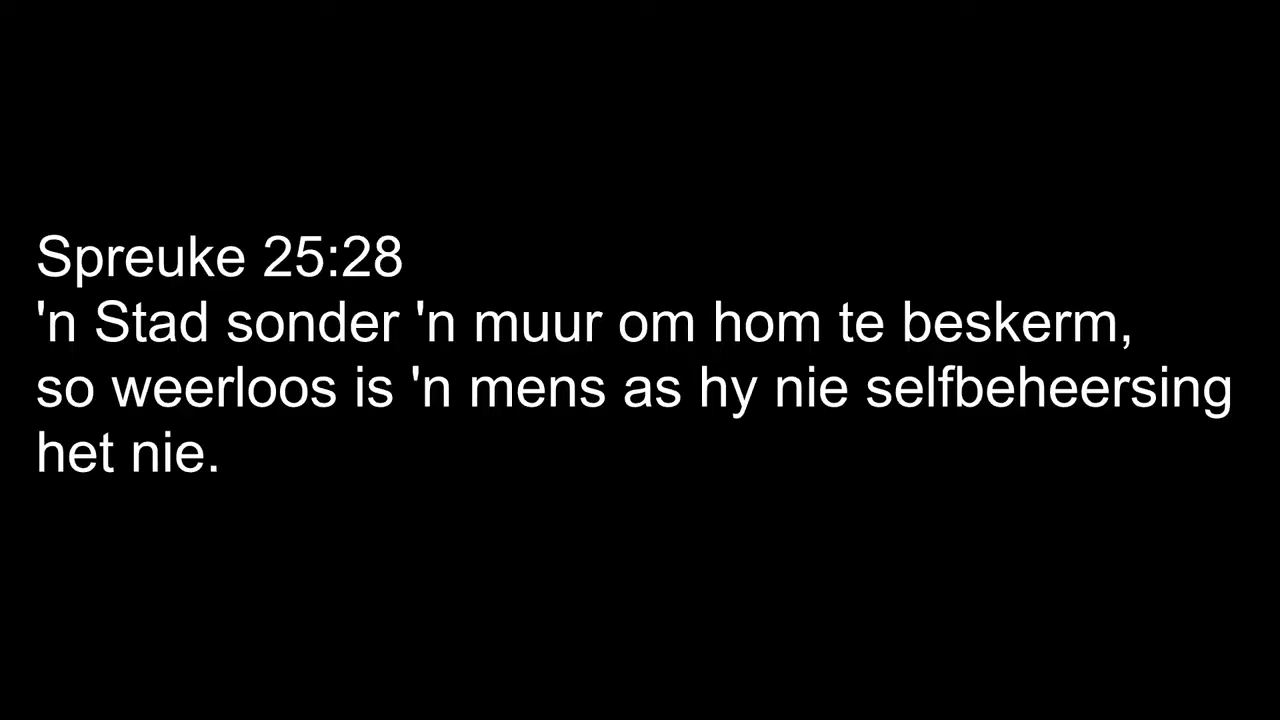 Spreuke 25:28
'n Stad sonder 'n muur om hom te beskerm,
so weerloos is 'n mens as hy nie selfbeheersing
het nie.